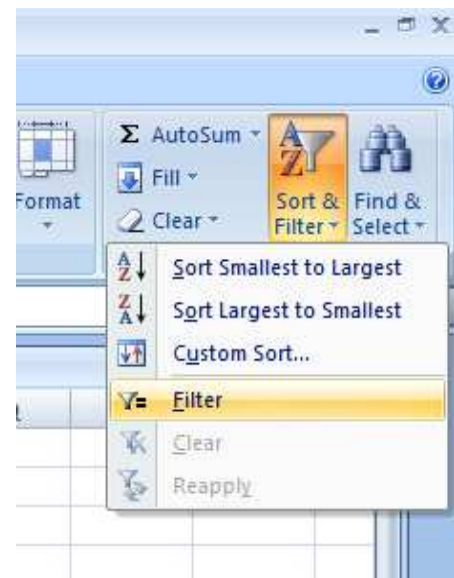 Σ AutoSum
Fill
Clear
Format
Sort &
Filter
Find &
Select
Sort Smallest to Largest
Sort Largest to Smallest
Custom Sort...
Filter
Clear
Reapply